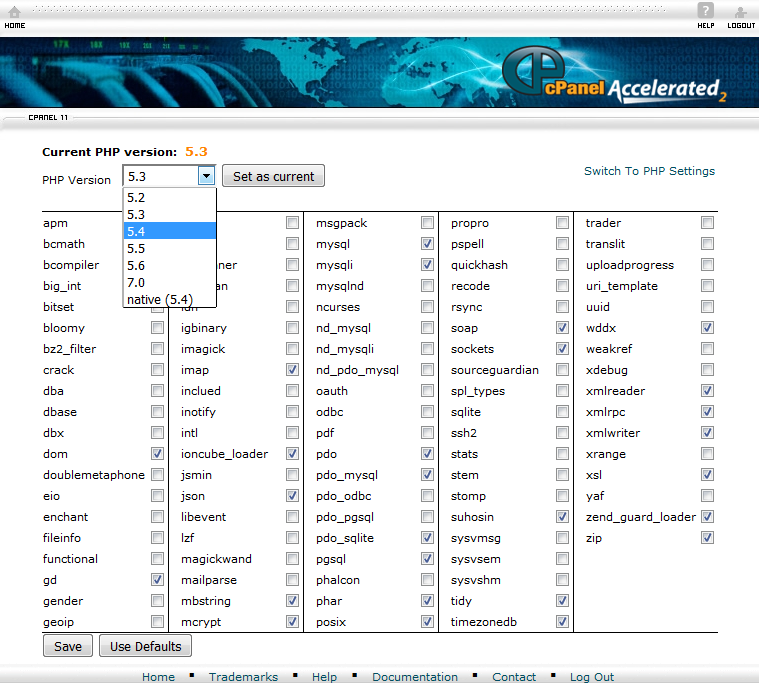 HOME
HELP LOGOUT
cPanel Accelerated 2
CPANEL 11
Current PHP version: 5.3
PHP Version 5.3 Set as current
Switch To PHP Settings
5.2
5.3
5.4
5.5
5.6
7.0
native (5.4)
apm
bcmath
bcompiler
big_int
bitset
bloomy
bz2_filter
crack
dba
dbase
dbx
dom
doublemetaphone
eio
enchant
fileinfo
functional
gd
gender
geoip
igbinary
imagick
imap
inclued
inotify
intl
ioncube_loader
jsmin
json
libevent
lzf
magickwand
mailparse
mbstring
mcrypt
msgpack
mysql
mysqli
mysqlnd
ncurses
nd_mysql
nd_mysqli
nd_pdo_mysql
oauth
odbc
pdf
pdo
pdo_mysql
pdo_odbc
pdo_pgsql
pdo_sqlite
pgsql
phalcon
phar
posix
propro
pspell
quickhash
recode
rsync
soap
sockets
sourceguardian
spl_types
sqlite
ssh2
stats
stem
stomp
suhosin
sysvmsg
sysvsem
sysvshm
tidy
timezonedb
trader
translit
uploadprogress
uri_template
uuid
wddx
weakref
xdebug
xmlreader
xmlrpc
xmlwriter
xrange
xsl
yaf
zend_guard_loader
zip
Save Use Defaults
Home Trademarks Help Documentation Contact Log Out